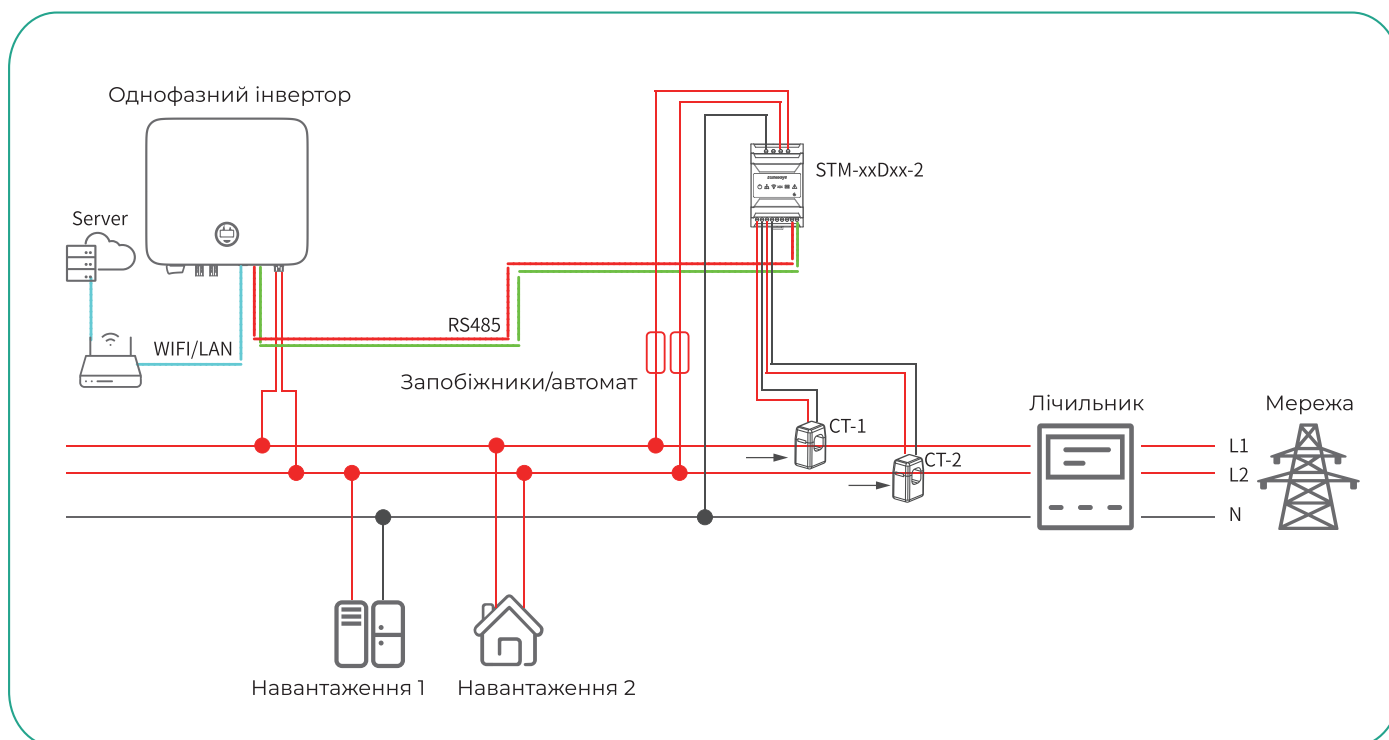 Однофазний інвертор
STM-xxDxx-2
Server
RS485
WIFI/LAN
Запобіжники/автомат
Лічильник
Мережа
CT-1
L1
CT-2
L2
N
Навантаження 1
Навантаження 2